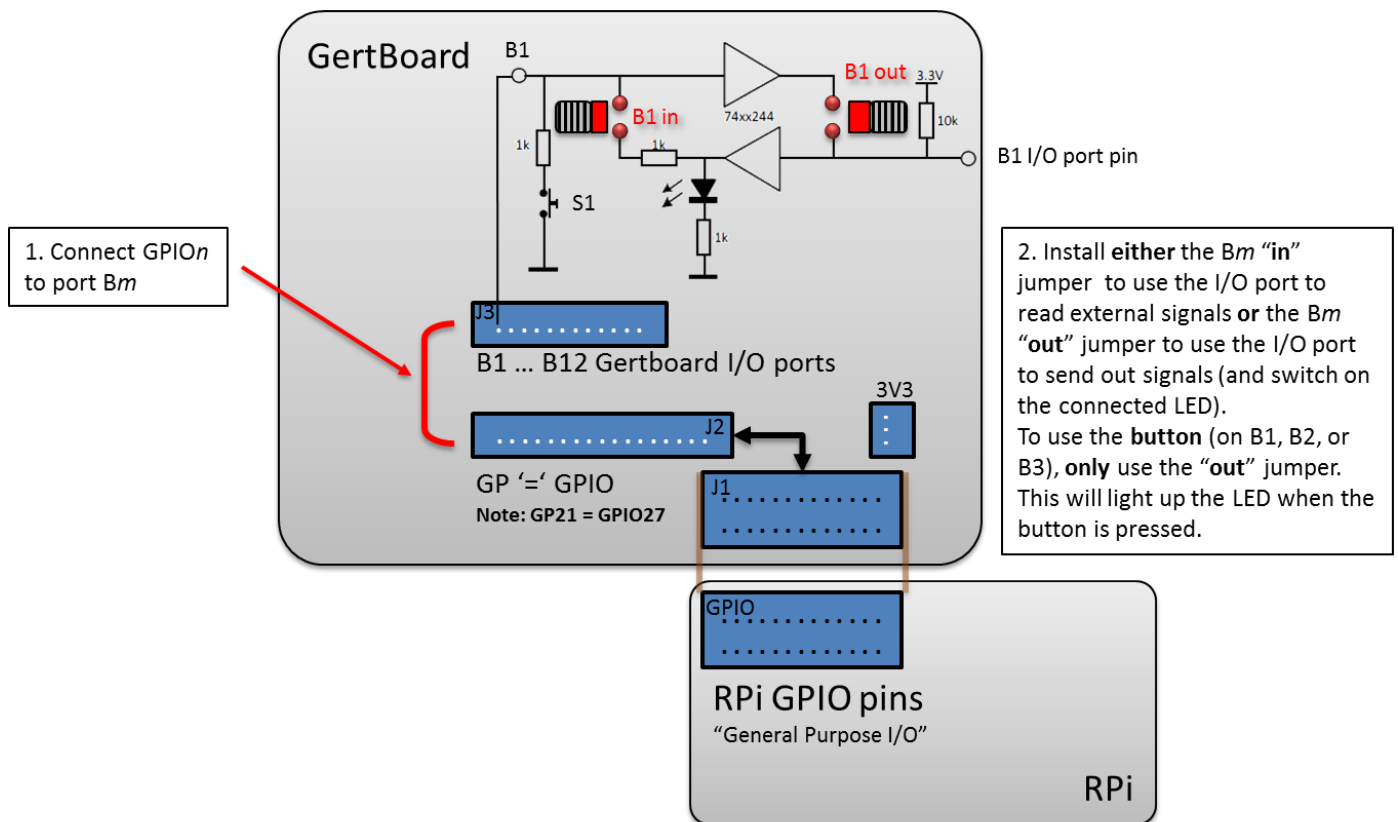 GertBoard
B1
B1 out
3.3V
B1 in
74xx244
10k
1k
1k
B1 I/O port pin
S1
1k
1. Connect GPIOn
to port Bm
2. Install either the Bm “in”
jumper to use the I/O port to
read external signals or the Bm
“out” jumper to use the I/O port
to send out signals (and switch on
the connected LED).
To use the button (on B1, B2, or
B3), only use the “out” jumper.
This will light up the LED when the
button is pressed.
J3
B1 ... B12 Gertboard I/O ports
3V3
J2
GP ‘=‘ GPIO
Note: GP21 = GPIO27
J1
GPIO
RPi GPIO pins
“General Purpose I/O”
RPi